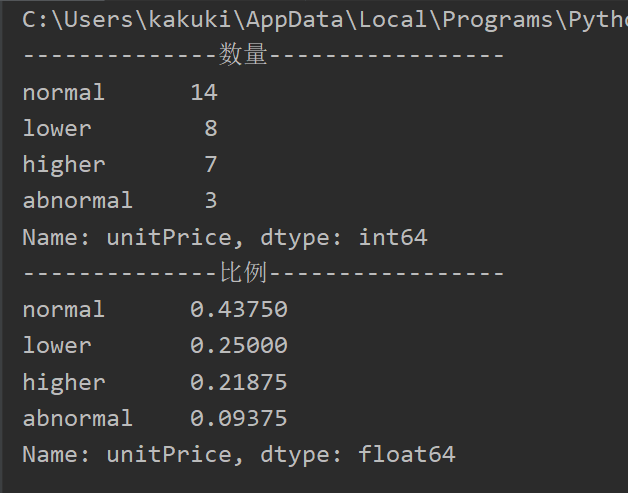 C:\Users\kakuki\AppData\Local\Programs\Pytho
--------------数量-----------------
normal      14
lower        8
higher       7
abnormal     3
Name: unitPrice, dtype: int64
--------------比例-----------------
normal      0.43750
lower       0.25000
higher      0.21875
abnormal    0.09375
Name: unitPrice, dtype: float64